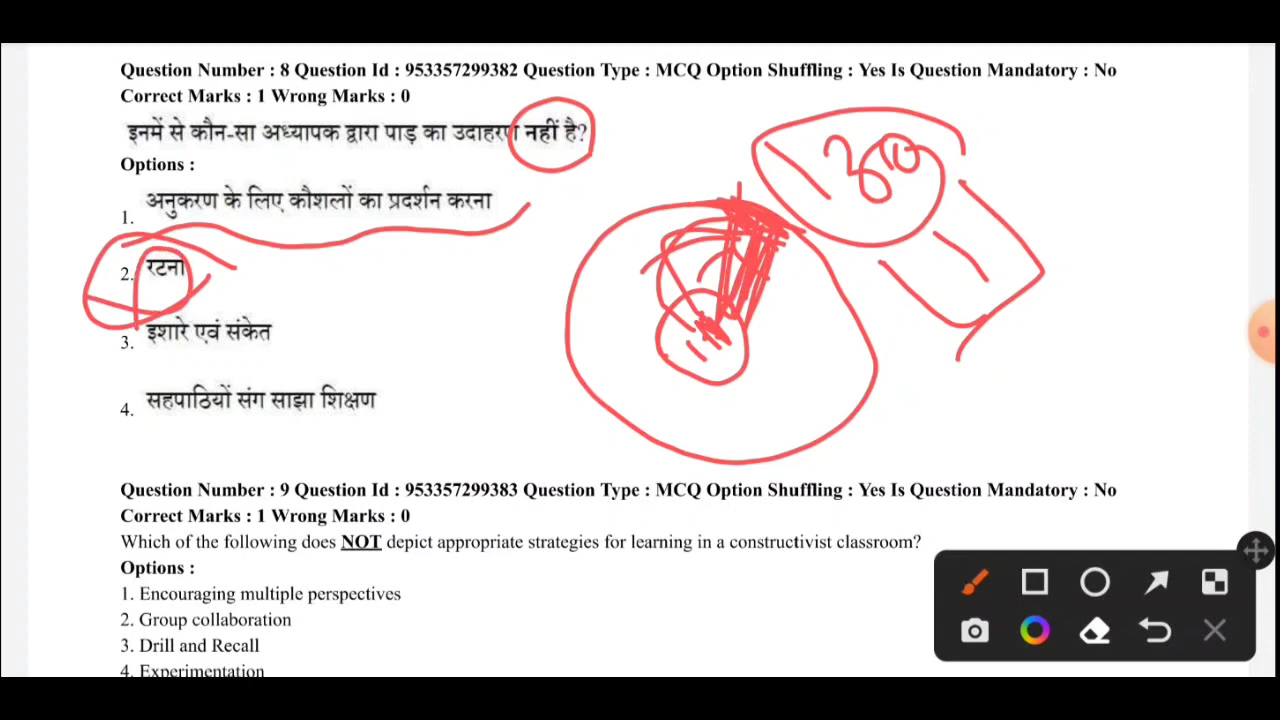 Question Number : 8 Question Id : 953357299382 Question Type : MCQ Option Shuffling : Yes Is Question Mandatory : No
Correct Marks : 1 Wrong Marks : 0
इनमें से कौन-सा अध्यापक द्वारा पाड़ का उदाहरण नहीं है?
Options :
1. अनुकरण के लिए कौशलों का प्रदर्शन करना
2. रटना
3. इशारे एवं संकेत
4. सहपाठियों संग साझा शिक्षण
Question Number : 9 Question Id : 953357299383 Question Type : MCQ Option Shuffling : Yes Is Question Mandatory : No
Correct Marks : 1 Wrong Marks : 0
Which of the following does NOT depict appropriate strategies for learning in a constructivist classroom?
Options :
1. Encouraging multiple perspectives
2. Group collaboration
3. Drill and Recall
4. Experimentation